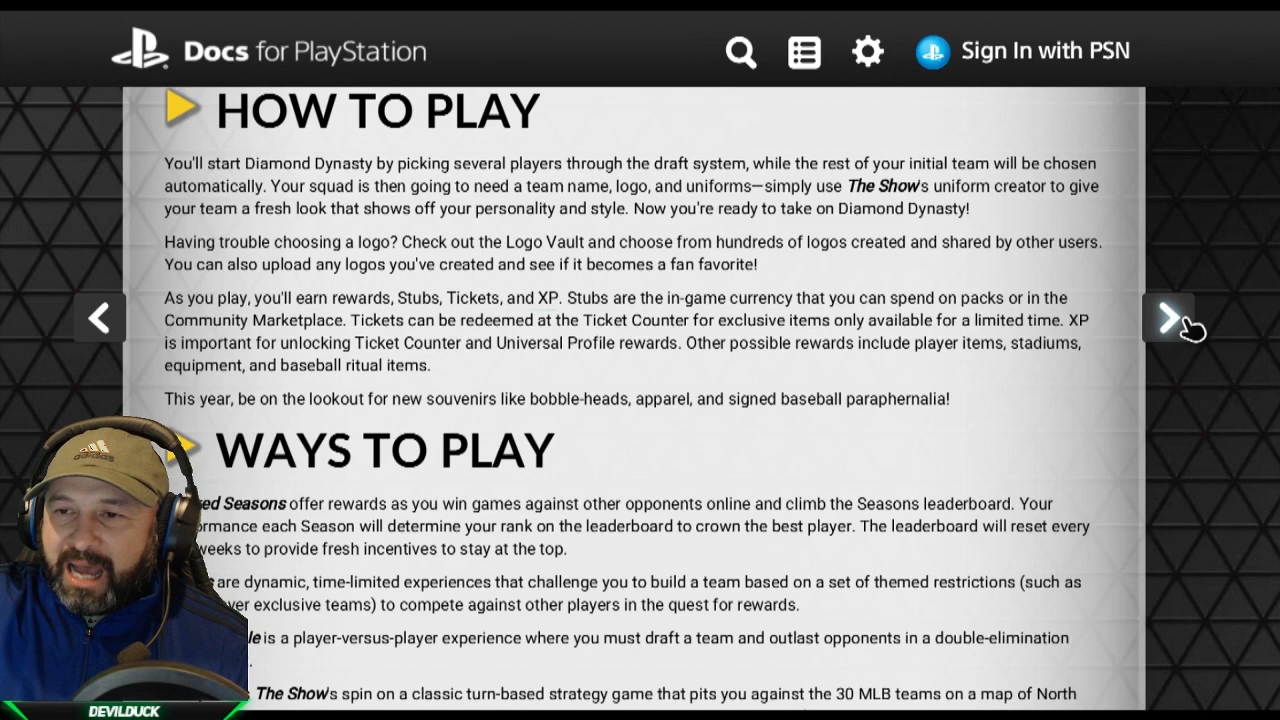 Docs for PlayStation
Sign In with PSN
HOW TO PLAY
You'll start Diamond Dynasty by picking several players through the draft system, while the rest of your initial team will be chosen
automatically. Your squad is then going to need a team name, logo, and uniforms—simply use The Show's uniform creator to give
your team a fresh look that shows off your personality and style. Now you're ready to take on Diamond Dynasty!
Having trouble choosing a logo? Check out the Logo Vault and choose from hundreds of logos created and shared by other users.
You can also upload any logos you've created and see if it becomes a fan favorite!
As you play, you'll earn rewards, Stubs, Tickets, and XP. Stubs are the in-game currency that you can spend on packs or in the
Community Marketplace. Tickets can be redeemed at the Ticket Counter for exclusive items only available for a limited time. XP
is important for unlocking Ticket Counter and Universal Profile rewards. Other possible rewards include player items, stadiums,
equipment, and baseball ritual items.
This year, be on the lookout for new souvenirs like bobble-heads, apparel, and signed baseball paraphernalia!
WAYS TO PLAY
Seasons offer rewards as you win games against other opponents online and climb the Seasons leaderboard. Your
each Season will determine your rank on the leaderboard to crown the best player. The leaderboard will reset every
weeks to provide fresh incentives to stay at the top.
are dynamic, time-limited experiences that challenge you to build a team based on a set of themed restrictions (such as
exclusive teams) to compete against other players in the quest for rewards.
is a player-versus-player experience where you must draft a team and outlast opponents in a double-elimination
The Show's spin on a classic turn-based strategy game that pits you against the 30 MLB teams on a map of North
adidas
DEVILDUCK